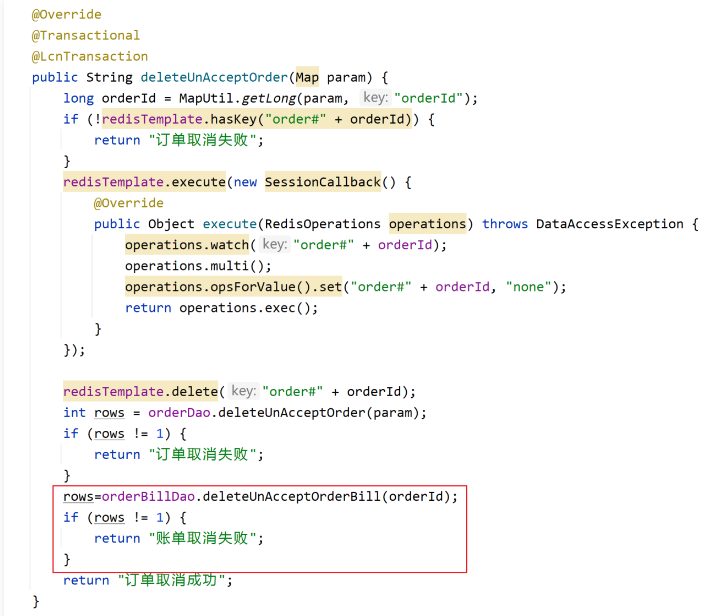 @Override
@Transactional
@LcnTransaction
public String deleteUnAcceptOrder(Map param) {
long orderId = MapUtil.getLong(param, key: "orderId");
if (!redisTemplate.hasKey("order#" + orderId)) {
return "订单取消失败";
}
redisTemplate.execute(new SessionCallback() {
@Override
public Object execute(RedisOperations operations) throws DataAccessException {
operations.watch( key: "order#" + orderId);
operations.multi();
operations.opsForValue().set("order#" + orderId, "none");
return operations.exec();
}
});
redisTemplate.delete( key: "order#" + orderId);
int rows = orderDao.deleteUnAcceptOrder(param);
if (rows != 1) {
return "订单取消失败";
}
rows=orderBillDao.deleteUnAcceptOrderBill(orderId);
if (rows != 1) {
return "账单取消失败";
}
return "订单取消成功";
}